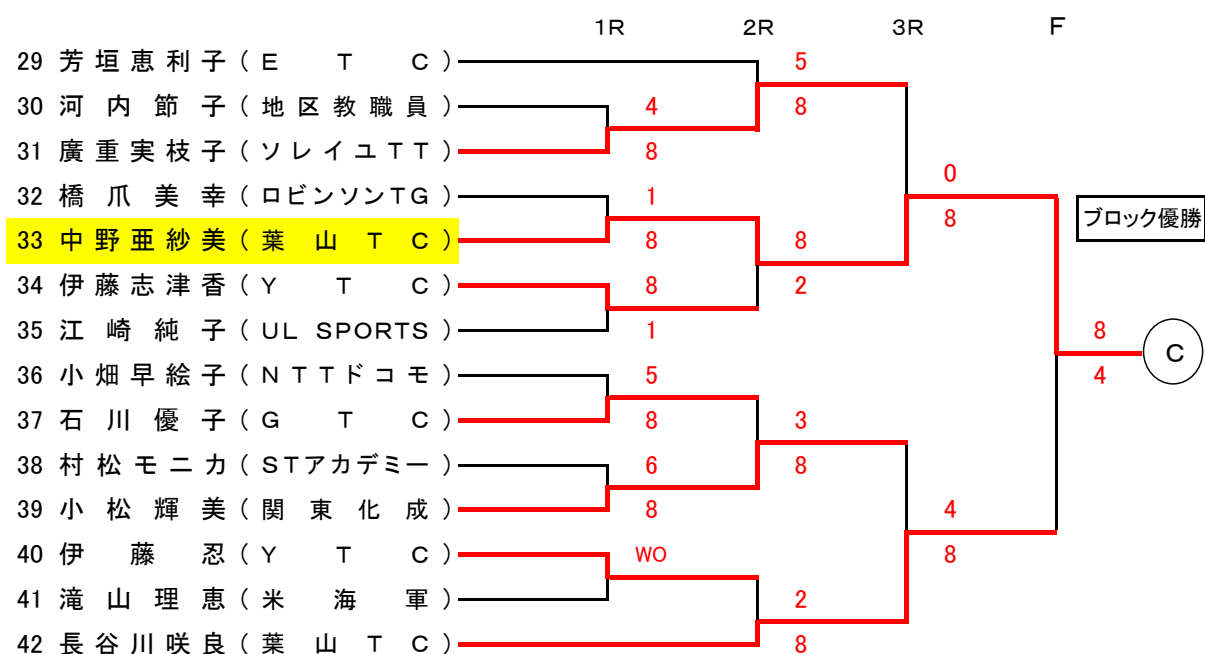 1R 2R 3R F
29 芳垣恵利子(E T C) 5
30 河内節子(地区教職員) 4 8
31 廣重実枝子(ソレイユTT) 8
0
32 橋爪美幸(ロビンソンTG) 1
8 ブロック優勝
33 中野亜紗美(葉山TC) 8 8
34 伊藤志津香(Y T C) 8 2
35 江崎純子(UL SPORTS) 1 8
C
36 小畑早絵子(NTTドコモ) 5 4
37 石川優子(G T C) 8 3
38 村松モニカ(STアカデミー) 6 8
39 小松輝美(関東化成) 8 4
40 伊藤忍(Y T C) WO 8
41 滝山理恵(米海軍) 2
42 長谷川咲良(葉山TC) 8